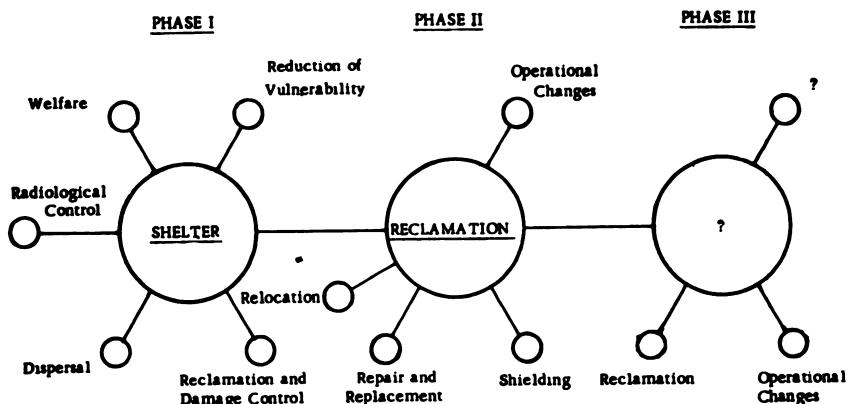 PHASE I
PHASE II
PHASE III
Welfare
Reduction of
Vulnerability
Radiological
Control
SHELTER
Dispersal
Reclamation and
Damage Control
Operational
Changes
RECLAMATION
Relocation
Repair and
Replacement
Shielding
?
?
Reclamation
Operational
Changes